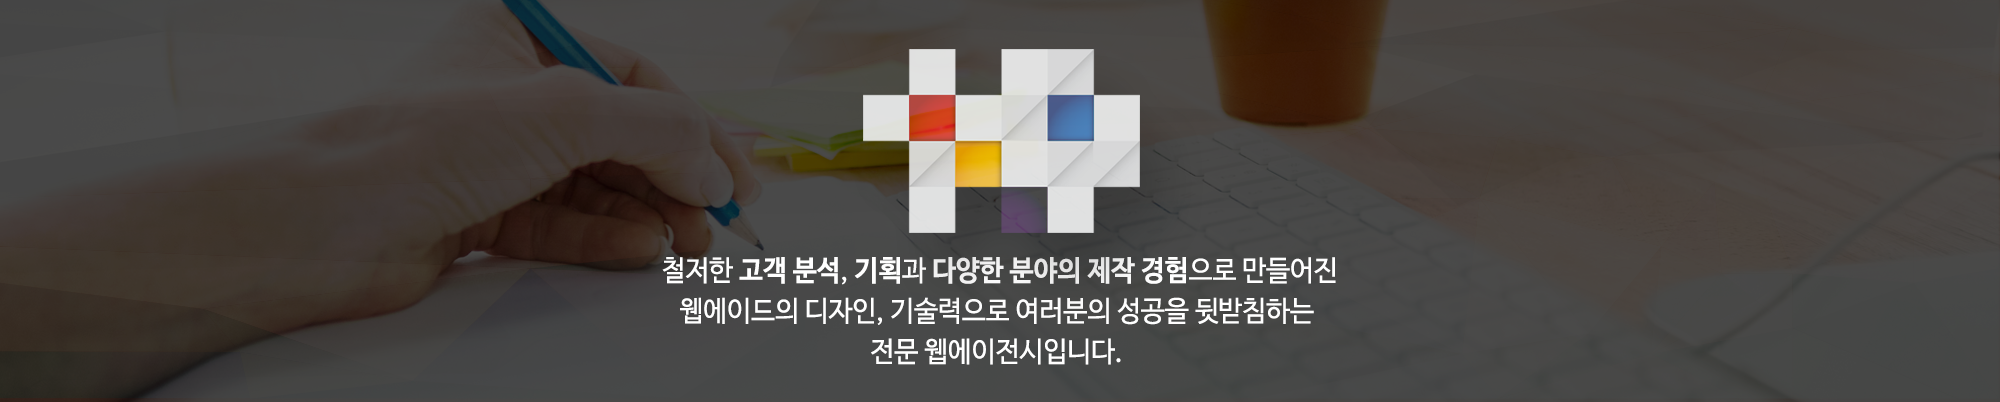 철저한 고객 분석, 기획과 다양한 분야의 제작 경험으로 만들어진
웹에이드의 디자인, 기술력으로 여러분의 성공을 뒷받침하는
전문 웹에이전시입니다.